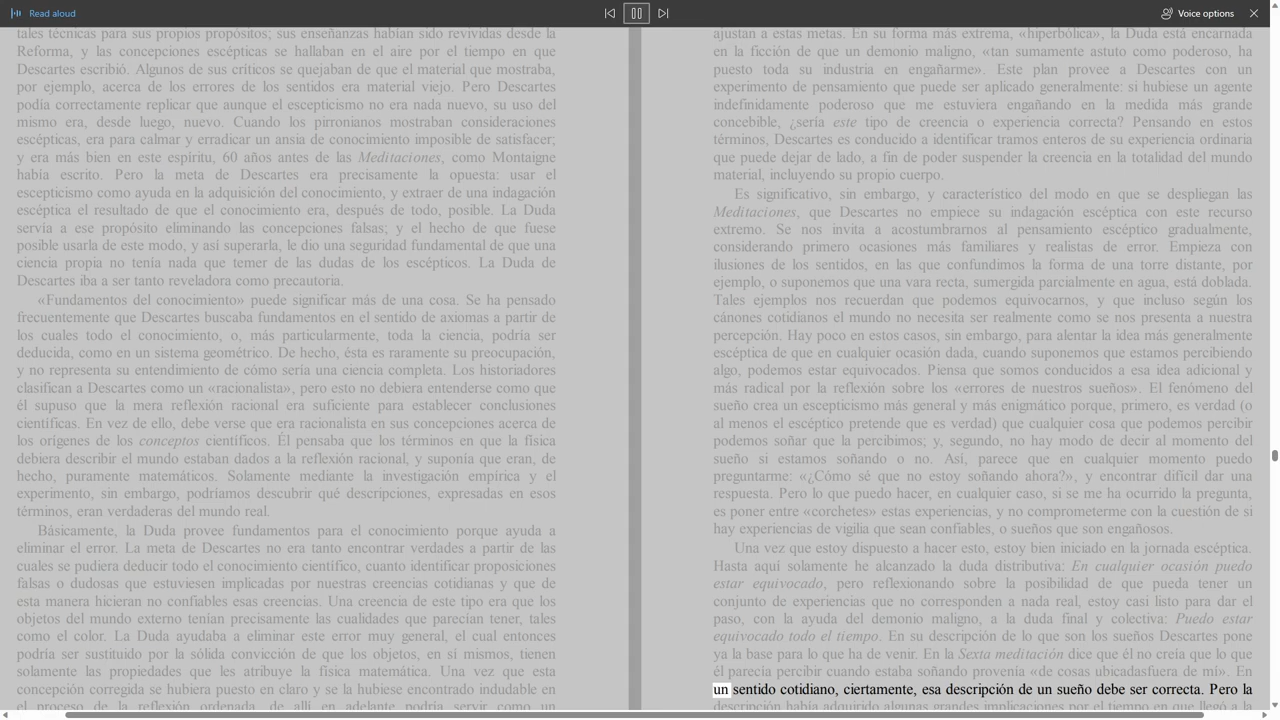 Read aloud
Voice options
tales técnicas para sus propios propósitos; sus enseñanzas habían sido revividas desde la
Reforma, y las concepciones escépticas se hallaban en el aire por el tiempo en que
Descartes escribió. Algunos de sus críticos se quejaban de que el material que mostraba,
por ejemplo, acerca de los errores de los sentidos era material viejo. Pero Descartes
podía correctamente replicar que aunque el escepticismo no era nada nuevo, su uso del
mismo era, desde luego, nuevo. Cuando los pirronianos mostraban consideraciones
escépticas, era para calmar y erradicar un ansia de conocimiento imposible de satisfacer;
y era más bien en este espíritu, 60 años antes de las Meditaciones, como Montaigne
había escrito. Pero la meta de Descartes era precisamente la opuesta: usar el
escepticismo como ayuda en la adquisición del conocimiento, y extraer de una indagación
escéptica el resultado de que el conocimiento era, después de todo, posible. La Duda
servía a ese propósito eliminando las concepciones falsas; y el hecho de que fuese
posible usarla de este modo, y así superarla, le dio una seguridad fundamental de que una
ciencia propia no tenía nada que temer de las dudas de los escépticos. La Duda de
Descartes iba a ser tanto reveladora como precautoria.
«Fundamentos del conocimiento» puede significar más de una cosa. Se ha pensado
frecuentemente que Descartes buscaba fundamentos en el sentido de axiomas a partir de
los cuales todo el conocimiento, o, más particularmente, toda la ciencia, podría ser
deducida, como en un sistema geométrico. De hecho, ésta es raramente su preocupación,
y no representa su entendimiento de cómo sería una ciencia completa. Los historiadores
clasifican a Descartes como un «racionalista», pero esto no debiera entenderse como que
él supuso que la mera reflexión racional era suficiente para establecer conclusiones
científicas. En vez de ello, debe verse que era racionalista en sus concepciones acerca de
los orígenes de los conceptos científicos. Él pensaba que los términos en que la física
debiera describir el mundo estaban dados a la reflexión racional, y suponía que eran, de
hecho, puramente matemáticos. Solamente mediante la investigación empírica y el
experimento, sin embargo, podríamos descubrir qué descripciones, expresadas en esos
términos, eran verdaderas del mundo real.
Básicamente, la Duda provee fundamentos para el conocimiento porque ayuda a
eliminar el error. La meta de Descartes no era tanto encontrar verdades a partir de las
cuales se pudiera deducir todo el conocimiento científico, cuanto identificar proposiciones
falsas o dudosas que estuviesen implicadas por nuestras creencias cotidianas y que de
esta manera hicieran no confiables esas creencias. Una creencia de este tipo era que los
objetos del mundo externo tenían precisamente las cualidades que parecían tener, tales
como el color. La Duda ayudaba a eliminar este error muy general, el cual entonces
podría ser sustituido por la sólida convicción de que los objetos, en sí mismos, tienen
solamente las propiedades que les atribuye la física matemática. Una vez que esta
concepción corregida se hubiera puesto en claro y se la hubiese encontrado indudable en
el proceso de la reflexión ordenada, de allí en adelante podría servir como un
ajustan a estas metas. En su forma más extrema, «hiperbólica», la Duda está encarnada
en la ficción de que un demonio maligno, «tan sumamente astuto como poderoso, ha
puesto toda su industria en engañarme». Este plan provee a Descartes con un
experimento de pensamiento que puede ser aplicado generalmente: si hubiese un agente
indefinidamente poderoso que me estuviera engañando en la medida más grande
concebible, ¿sería este tipo de creencia o experiencia correcta? Pensando en estos
términos, Descartes es conducido a identificar tramos enteros de su experiencia ordinaria
que puede dejar de lado, a fin de poder suspender la creencia en la totalidad del mundo
material, incluyendo su propio cuerpo.
Es significativo, sin embargo, y característico del modo en que se despliegan las
Meditaciones, que Descartes no empiece su indagación escéptica con este recurso
extremo. Se nos invita a acostumbrarnos al pensamiento escéptico gradualmente,
considerando primero ocasiones más familiares y realistas de error. Empieza con
ilusiones de los sentidos, en las que confundimos la forma de una torre distante, por
ejemplo, o suponemos que una vara recta, sumergida parcialmente en agua, está doblada.
Tales ejemplos nos recuerdan que podemos equivocarnos, y que incluso según los
cánones cotidianos el mundo no necesita ser realmente como se nos presenta a nuestra
percepción. Hay poco en estos casos, sin embargo, para alentar la idea más generalmente
escéptica de que en cualquier ocasión dada, cuando suponemos que estamos percibiendo
algo, podemos estar equivocados. Piensa que somos conducidos a esa idea adicional y
más radical por la reflexión sobre los «errores de nuestros sueños». El fenómeno del
sueño crea un escepticismo más general y más enigmático porque, primero, es verdad (o
al menos el escéptico pretende que es verdad) que cualquier cosa que podemos percibir
podemos soñar que la percibimos; y, segundo, no hay modo de decir al momento del
sueño si estamos soñando o no. Así, parece que en cualquier momento puedo
preguntarme: «¿Cómo sé que no estoy soñando ahora?», y encontrar difícil dar una
respuesta. Pero lo que puedo hacer, en cualquier caso, si se me ha ocurrido la pregunta,
es poner entre «corchetes» estas experiencias, y no comprometerme con la cuestión de si
hay experiencias de vigilia que sean confiables, o sueños que son engañosos.
Una vez que estoy dispuesto a hacer esto, estoy bien iniciado en la jornada escéptica.
Hasta aquí solamente he alcanzado la duda distributiva: En cualquier ocasión puedo
estar equivocado, pero reflexionando sobre la posibilidad de que pueda tener un
conjunto de experiencias que no corresponden a nada real, estoy casi listo para dar el
paso, con la ayuda del demonio maligno, a la duda final y colectiva: Puedo estar
equivocado todo el tiempo. En su descripción de lo que son los sueños Descartes pone
ya la base para lo que ha de venir. En la Sexta meditación dice que él no creía que lo que
él parecía percibir cuando estaba soñando provenía «de cosas ubicadasfuera de mí». En
un sentido cotidiano, ciertamente, esa descripción de un sueño debe ser correcta. Pero la
descripción había adquirido algunas grandes implicaciones por el tiempo en que llegó a la